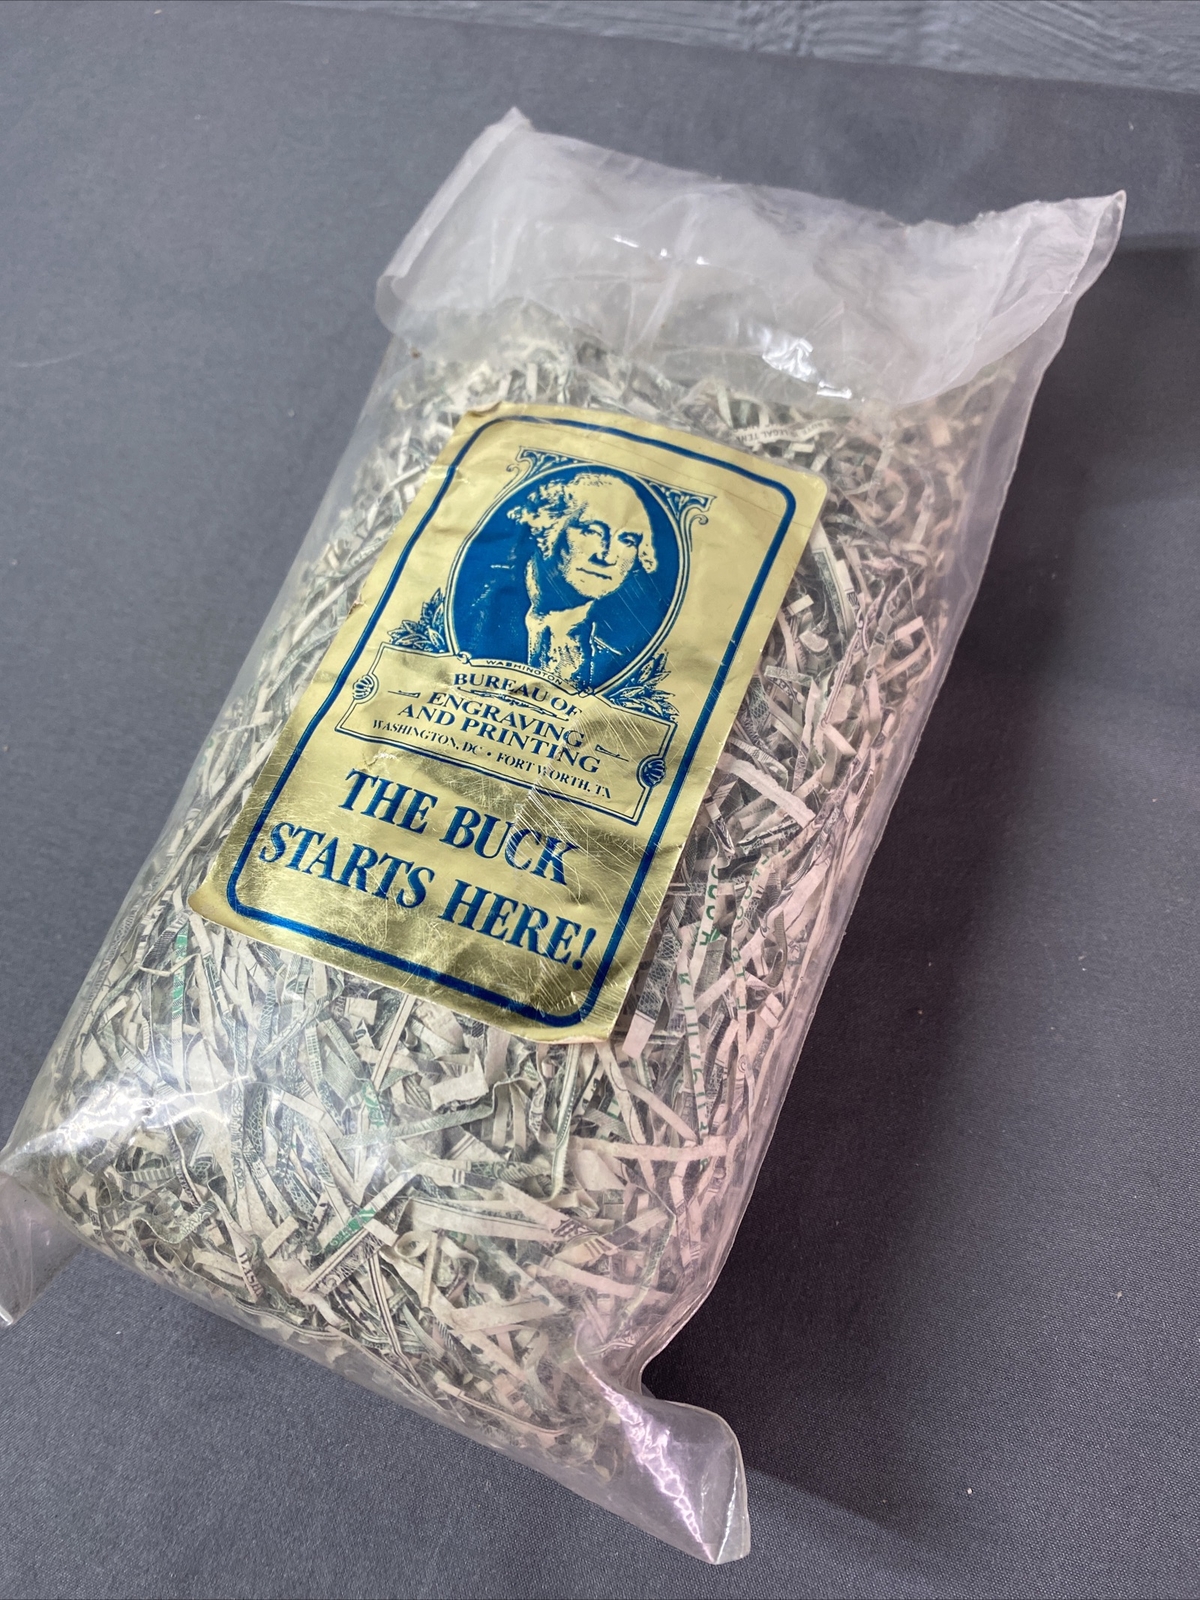 WASHINGTON
BUREAU OF
ENGRAVING
AND PRINTING
WASHINGTON, DC • FORT WORTH, TX
THE BUCK
STARTS HERE!